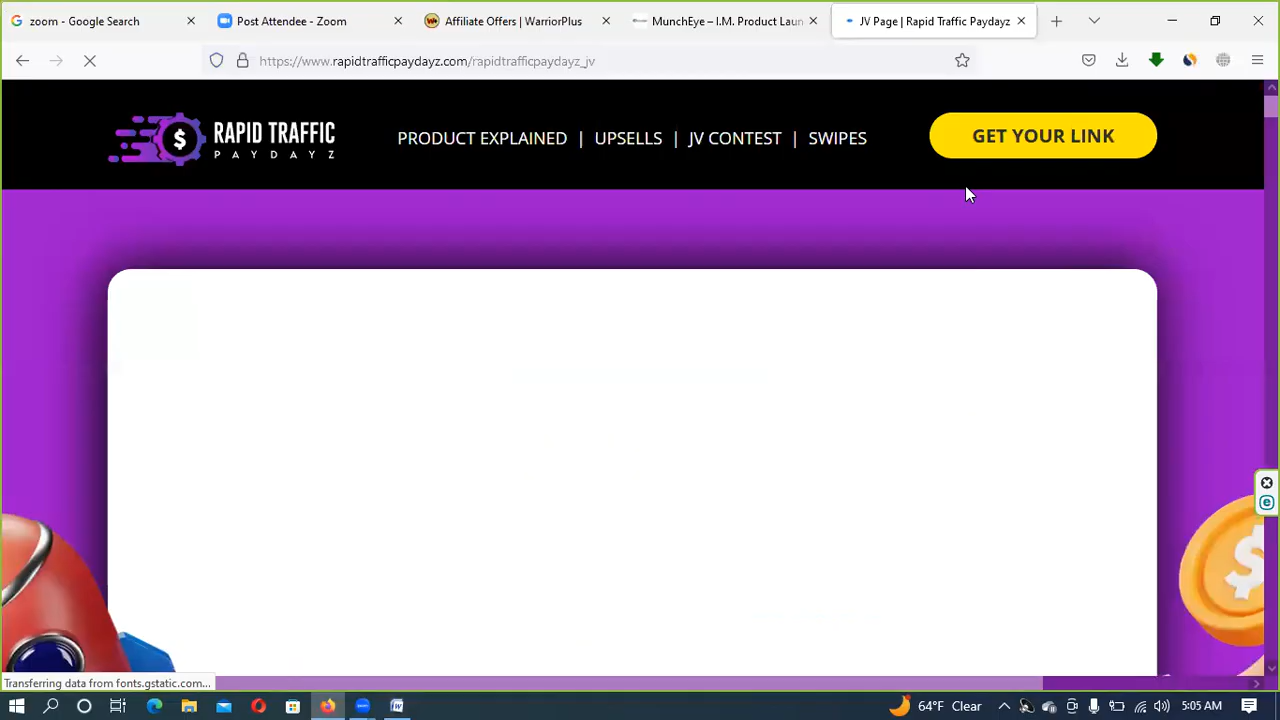 zoom - Google Search
Post Attendee - Zoom
Affiliate Offers | WarriorPlus
MunchEye – I.M. Product Laun
JV Page | Rapid Traffic Paydayz
https://www.rapidtrafficpaydayz.com/rapidtrafficpaydayz_jv
RAPID TRAFFIC
PAYDAYZ
PRODUCT EXPLAINED | UPSELLS | JV CONTEST | SWIPES
GET YOUR LINK
Transferring data from fonts.gstatic.com...
64°F Clear
5:05 AM